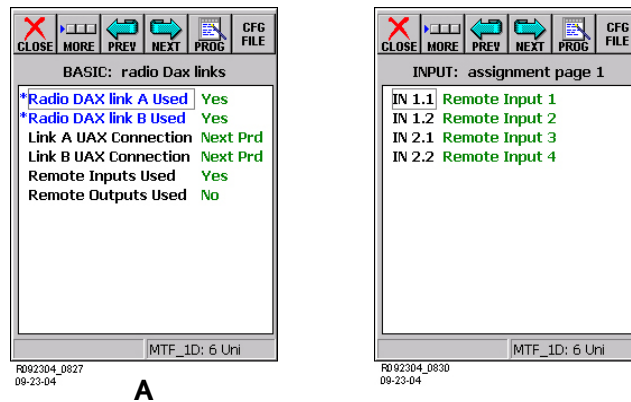 CLOSE MORE PREV NEXT PROG CFG FILE
BASIC: radio Dax links
*Radio DAX link A Used Yes
*Radio DAX link B Used Yes
Link A UAX Connection Next Prd
Link B UAX Connection Next Prd
Remote Inputs Used Yes
Remote Outputs Used No
MTF_1D: 6 Uni
R092304_0827
09-23-04
A
CLOSE MORE PREV NEXT PROG CFG FILE
INPUT: assignment page 1
IN 1.1 Remote Input 1
IN 1.2 Remote Input 2
IN 2.1 Remote Input 3
IN 2.2 Remote Input 4
MTF_1D: 6 Uni
R092304_0830
09-23-04